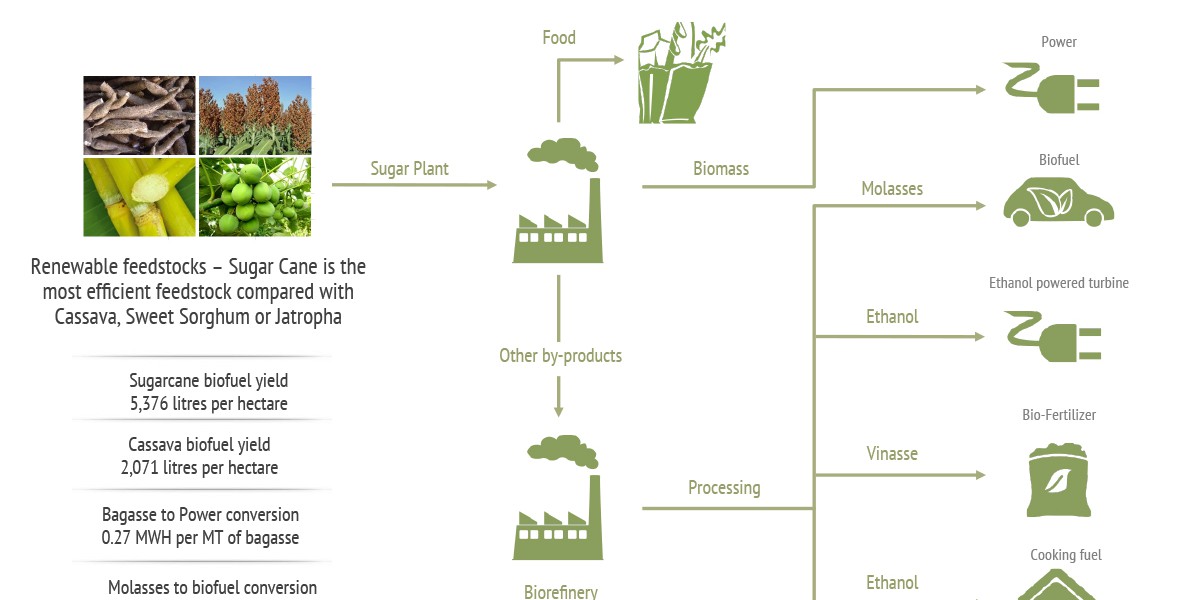 Food
Power
Sugar Plant
Biomass
Biofuel
Molasses
Renewable feedstocks – Sugar Cane is the
most efficient feedstock compared with
Cassava, Sweet Sorghum or Jatropha
Ethanol powered turbine
Ethanol
Other by-products
Sugarcane biofuel yield
5,376 litres per hectare
Cassava biofuel yield
2,071 litres per hectare
Bio-Fertilizer
Vinasse
Processing
Bagasse to Power conversion
0.27 MWH per MT of bagasse
Cooking fuel
Ethanol
Molasses to biofuel conversion
Biorefinery